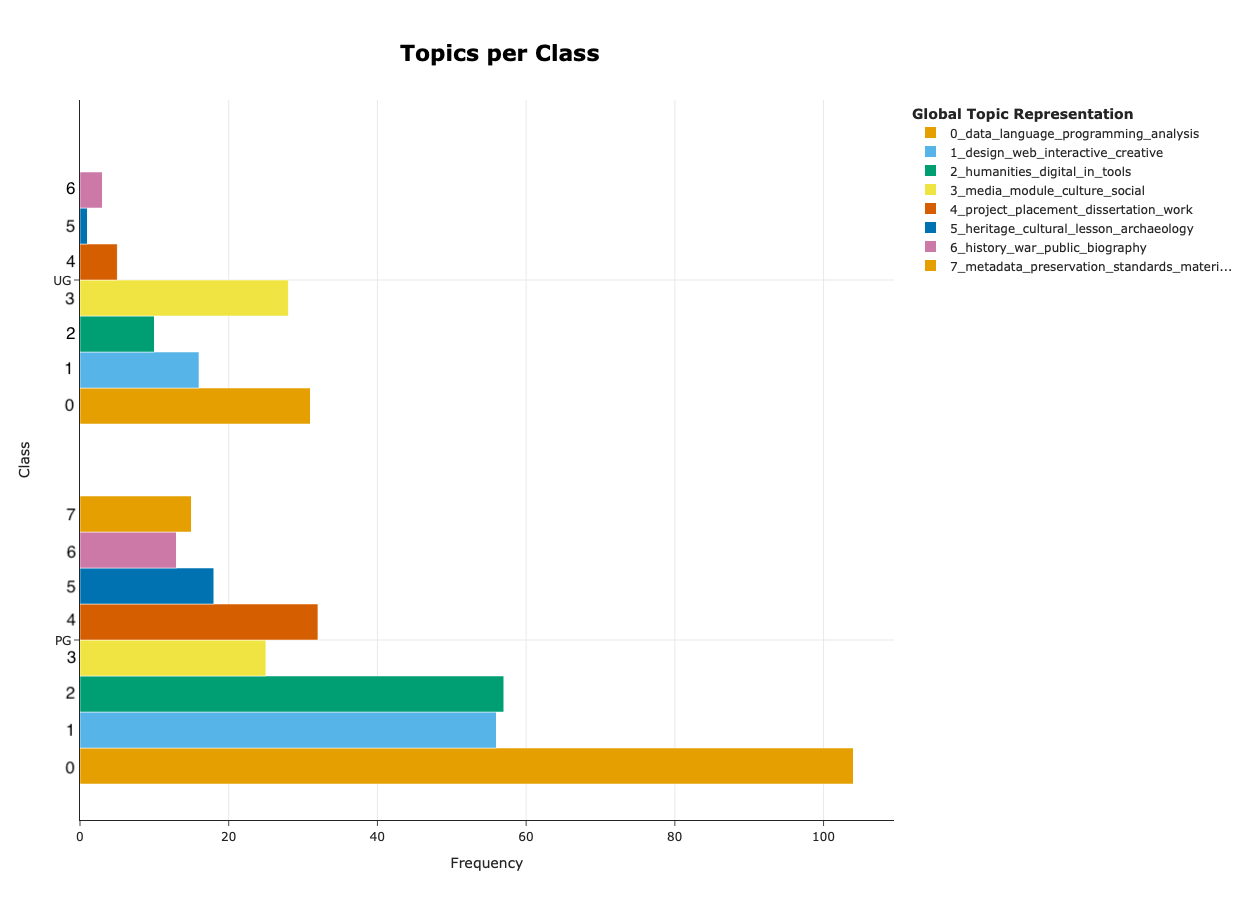 Topics per Class
Global Topic Representation
0_data_language_programming_analysis
1_design_web_interactive_creative
2_humanities_digital_in_tools
3_media_module_culture_social
4_project_placement_dissertation_work
5_heritage_cultural_lesson_archaeology
6_history_war_public_biography
7_metadata_preservation_standards_materi...
6
5
4
UG
3
2
1
0
Class
7
6
5
4
PG
3
2
1
0
0 20 40 60 80 100
Frequency